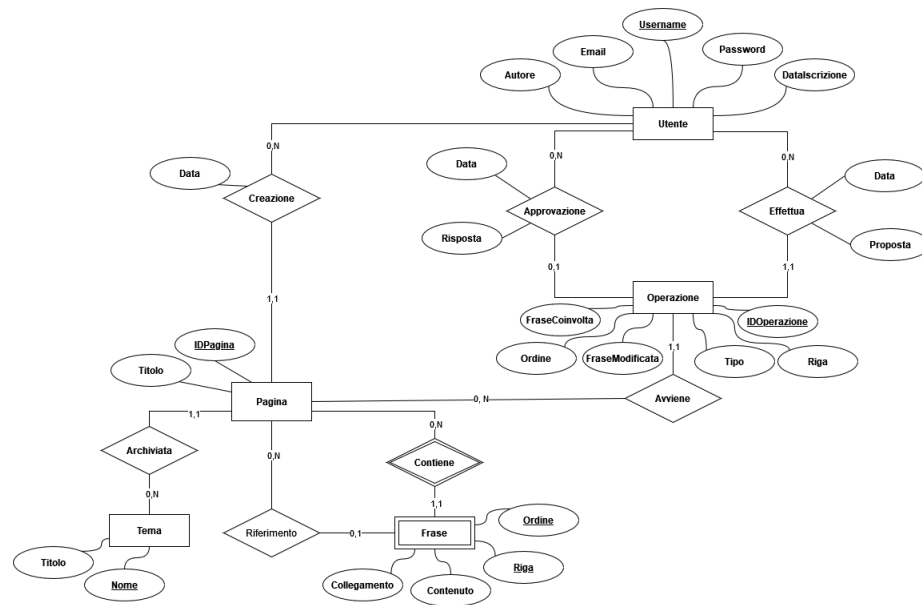 Username
Email
Password
Autore
DataIscrizione
Utente
0,N
0,N
0,N
Data
Data
Data
Creazione
Approvazione
Effettua
Risposta
Proposta
0,1
1,1
1,1
Operazione
FraseCoinvolta
IDOperazione
IDPagina
Ordine
FraseModificata
Tipo
Riga
1,1
Titolo
Pagina
0, N
Avviene
1,1
0,N
Archiviata
0,N
Contiene
0,N
1,1
Tema
Riferimento
0,1
Frase
Ordine
Titolo
Nome
Collegamento
Contenuto
Riga